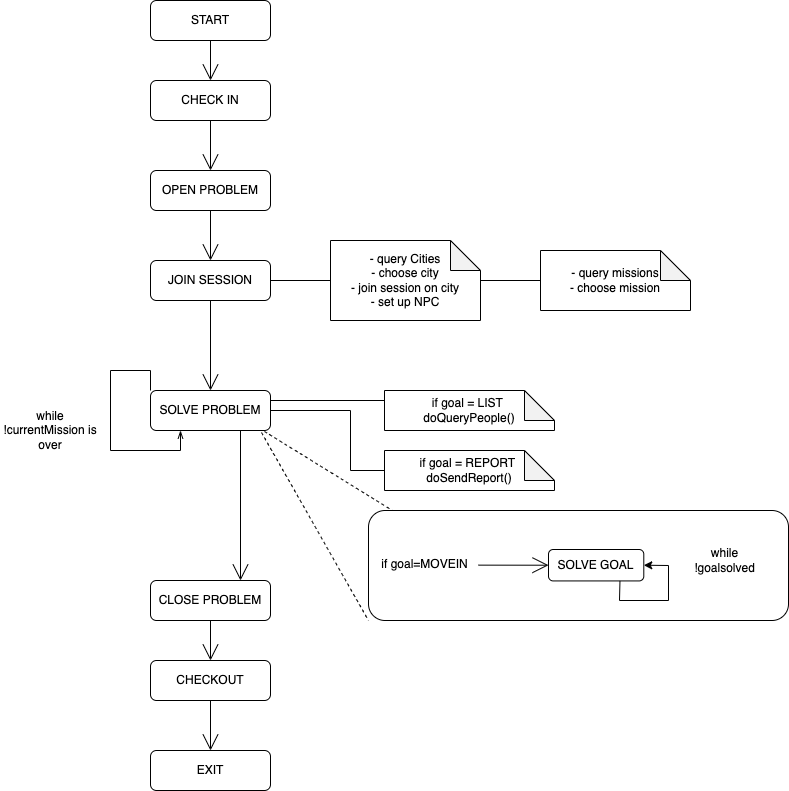 START
CHECK IN
OPEN PROBLEM
JOIN SESSION
- query Cities
- choose city
- join session on city
- set up NPC
- query missions
- choose mission
while
!currentMission is
over
SOLVE PROBLEM
if goal = LIST
doQueryPeople()
if goal = REPORT
doSendReport()
if goal=MOVEIN
SOLVE GOAL
while
!goalsolved
CLOSE PROBLEM
CHECKOUT
EXIT